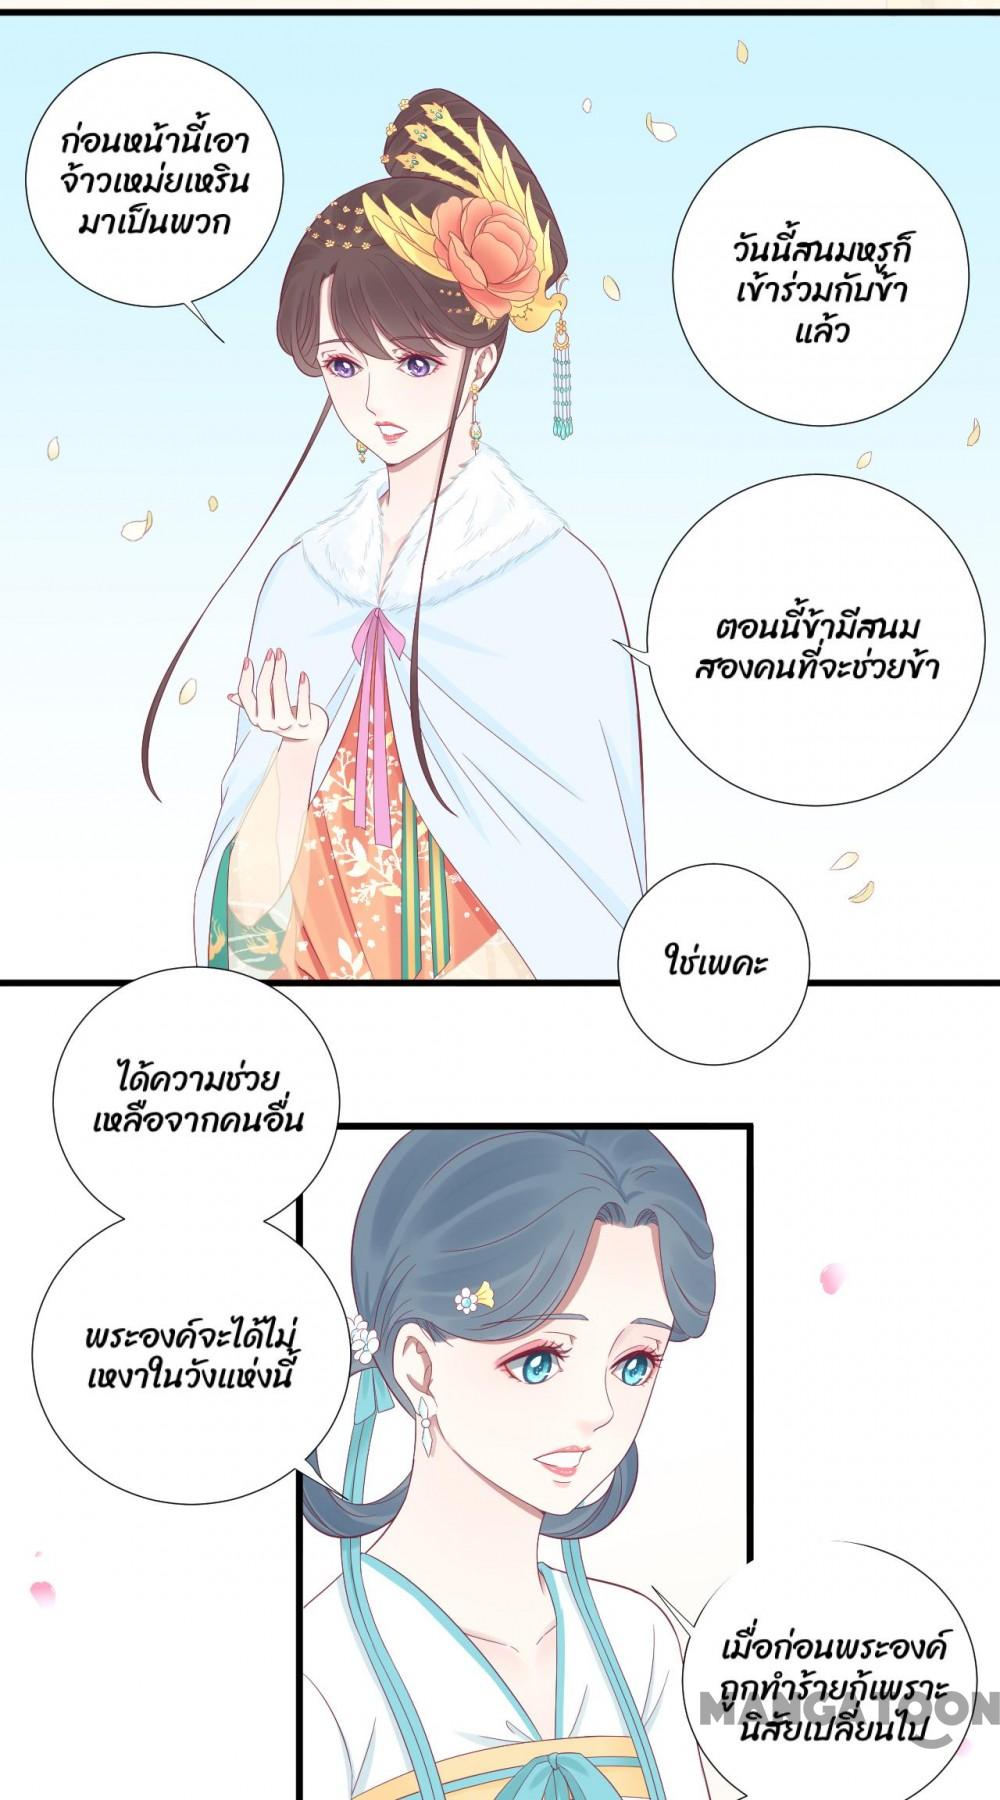 ก่อนหน้านี้เอา
จ้าวเหม่ยเหริน
มาเป็นพวก
วันนี้สนมหรูก็
เข้าร่วมกับข้า
แล้ว
ตอนนี้ข้ามีสนม
สองคนที่จะช่วยข้า
ใช่เพคะ
ได้ความช่วย
เหลือจากคนอื่น
พระองค์จะได้ไม่
เหงาในวังแห่งนี้
เมื่อก่อนพระองค์
ถูกทำร้ายก็เพราะ
นิสัยเปลี่ยนไป
MANGATOON